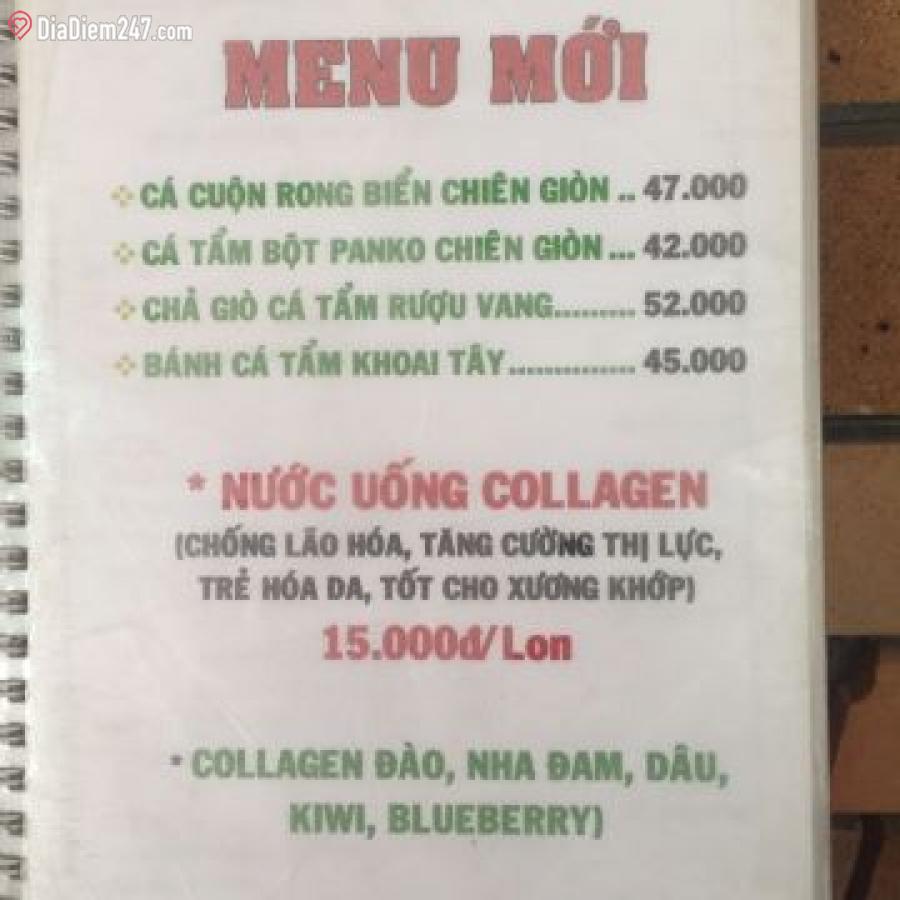 DiaDiem247.com
MENU MỚI
CÁ CUỘN RONG BIỂN CHIÊN GIÒN .. 47.000
CÁ TẨM BỘT PANKO CHIÊN GIÒN ... 42.000
CHẢ GIÒ CÁ TẨM RƯỢU VANG......... 52.000
BÁNH CÁ TẨM KHOAI TÂY.............. 45.000
* NƯỚC UỐNG COLLAGEN
(CHỐNG LÃO HÓA, TĂNG CƯỜNG THỊ LỰC,
TRẺ HÓA DA, TỐT CHO XƯƠNG KHỚP)
15.000đ/Lon
* COLLAGEN ĐÀO, NHA ĐAM, DÂU,
KIWI, BLUEBERRY)